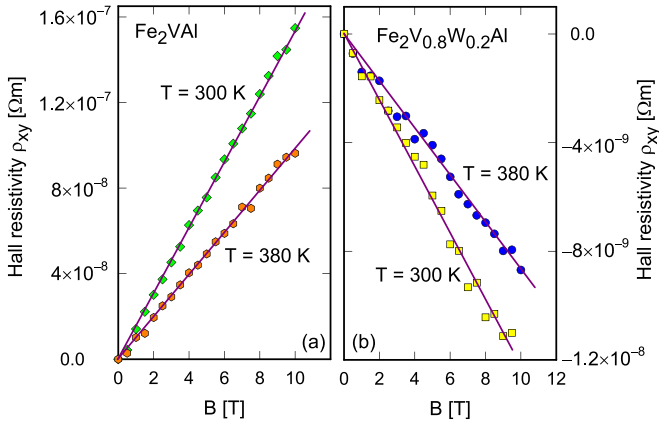 Fe₂VAl
Fe₂V₀.₈W₀.₂Al
1.6×10⁻⁷
1.2×10⁻⁷
8×10⁻⁸
4×10⁻⁸
0.0
Hall resistivity ρxy [Ωm]
T = 300 K
T = 380 K
(a)
0 2 4 6 8 10
B [T]
T = 380 K
T = 300 K
(b)
0 2 4 6 8 10 12
B [T]
0.0
−4×10⁻⁹
−8×10⁻⁹
−1.2×10⁻⁸
Hall resistivity ρxy [Ωm]